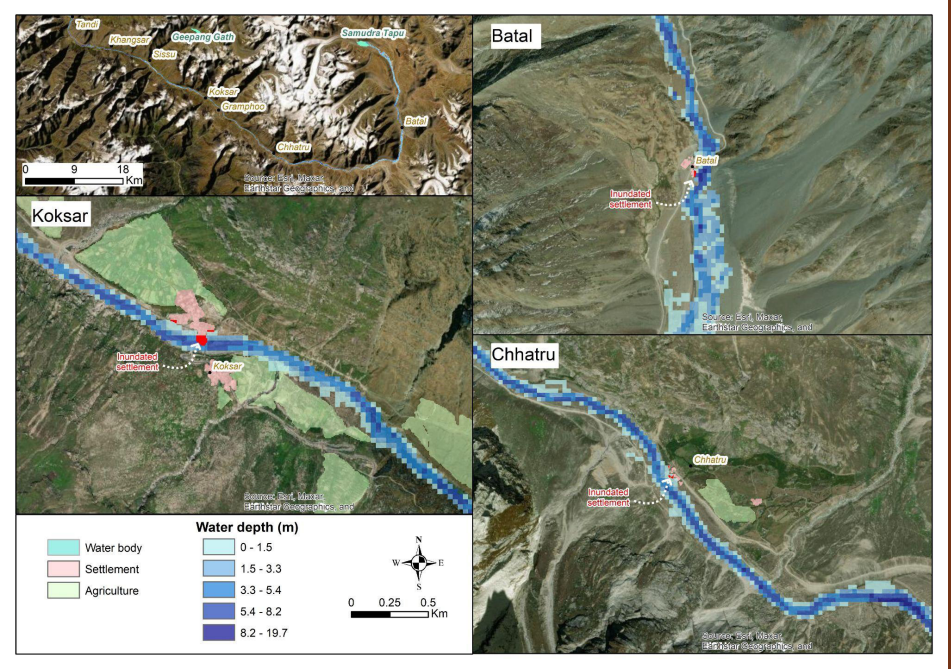 Tandi
Khangsar
Geepang Gath
Sissu
Samudra Tapu
Koksar
Gramphoo
Batal
Chhatru
0 9 18
Km
Source: Esri, Maxar,
Earthstar Geographics, and
Batal
Batal
Inundated
settlement
Source: Esri, Maxar,
Earthstar Geographics, and
Koksar
Inundated
settlement
Koksar
Source: Esri, Maxar,
Earthstar Geographics, and
Chhatru
Chhatru
Inundated
settlement
Source: Esri, Maxar,
Earthstar Geographics, and
Water depth (m)
Water body
Settlement
Agriculture
0 - 1.5
1.5 - 3.3
3.3 - 5.4
5.4 - 8.2
8.2 - 19.7
N
W E
S
0 0.25 0.5
Km